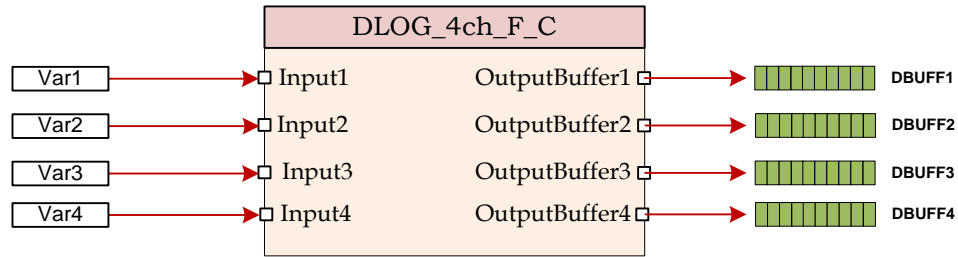 DLOG_4ch_F_C
Var1 Input1 OutputBuffer1 DBUFF1
Var2 Input2 OutputBuffer2 DBUFF2
Var3 Input3 OutputBuffer3 DBUFF3
Var4 Input4 OutputBuffer4 DBUFF4